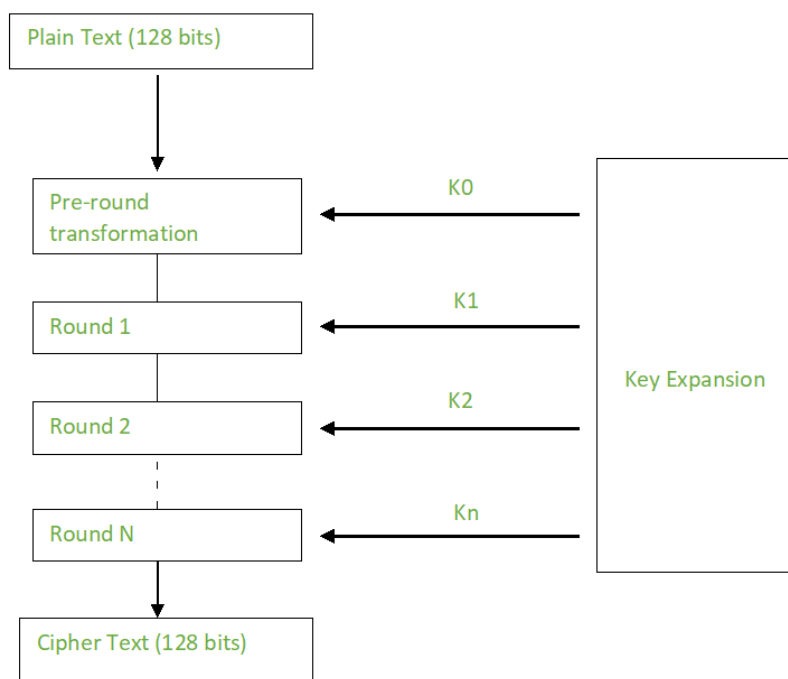 Plain Text (128 bits)
Pre-round
transformation
K0
Round 1
K1
Key Expansion
Round 2
K2
Round N
Kn
Cipher Text (128 bits)